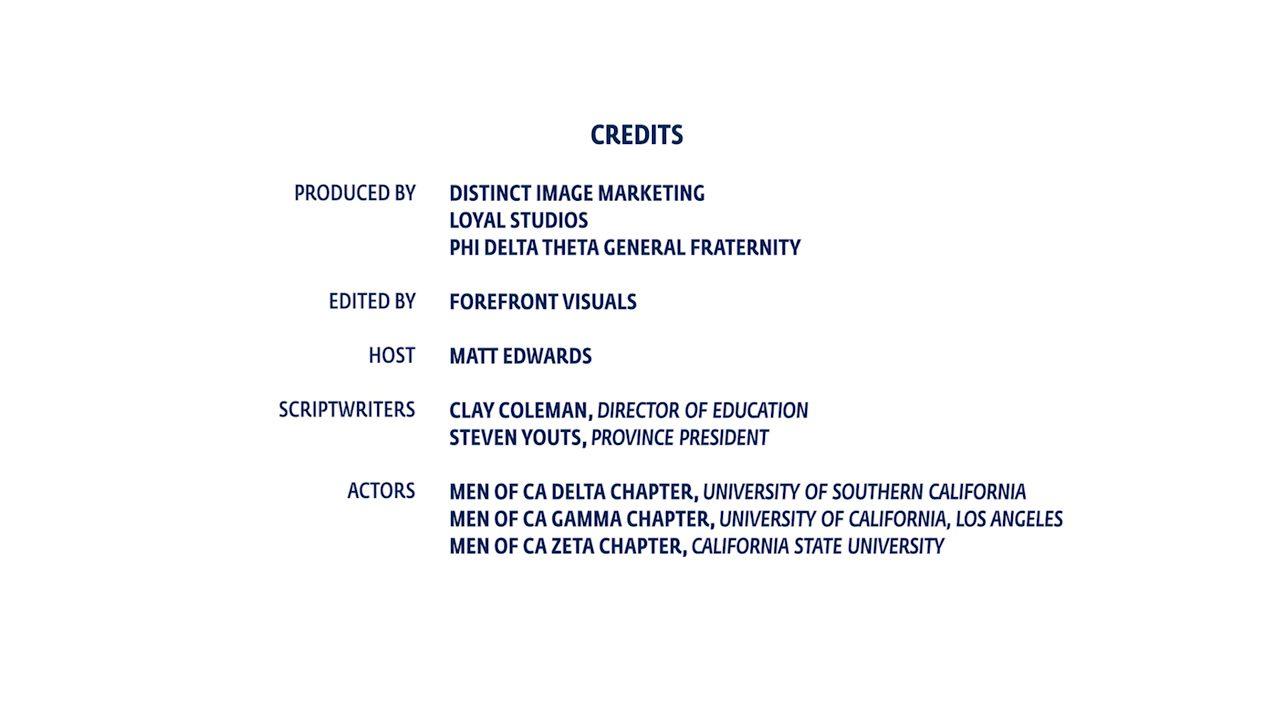 CREDITS
PRODUCED BY DISTINCT IMAGE MARKETING
LOYAL STUDIOS
PHI DELTA THETA GENERAL FRATERNITY
EDITED BY FOREFRONT VISUALS
HOST MATT EDWARDS
SCRIPTWRITERS CLAY COLEMAN, DIRECTOR OF EDUCATION
STEVEN YOUTS, PROVINCE PRESIDENT
ACTORS MEN OF CA DELTA CHAPTER, UNIVERSITY OF SOUTHERN CALIFORNIA
MEN OF CA GAMMA CHAPTER, UNIVERSITY OF CALIFORNIA, LOS ANGELES
MEN OF CA ZETA CHAPTER, CALIFORNIA STATE UNIVERSITY